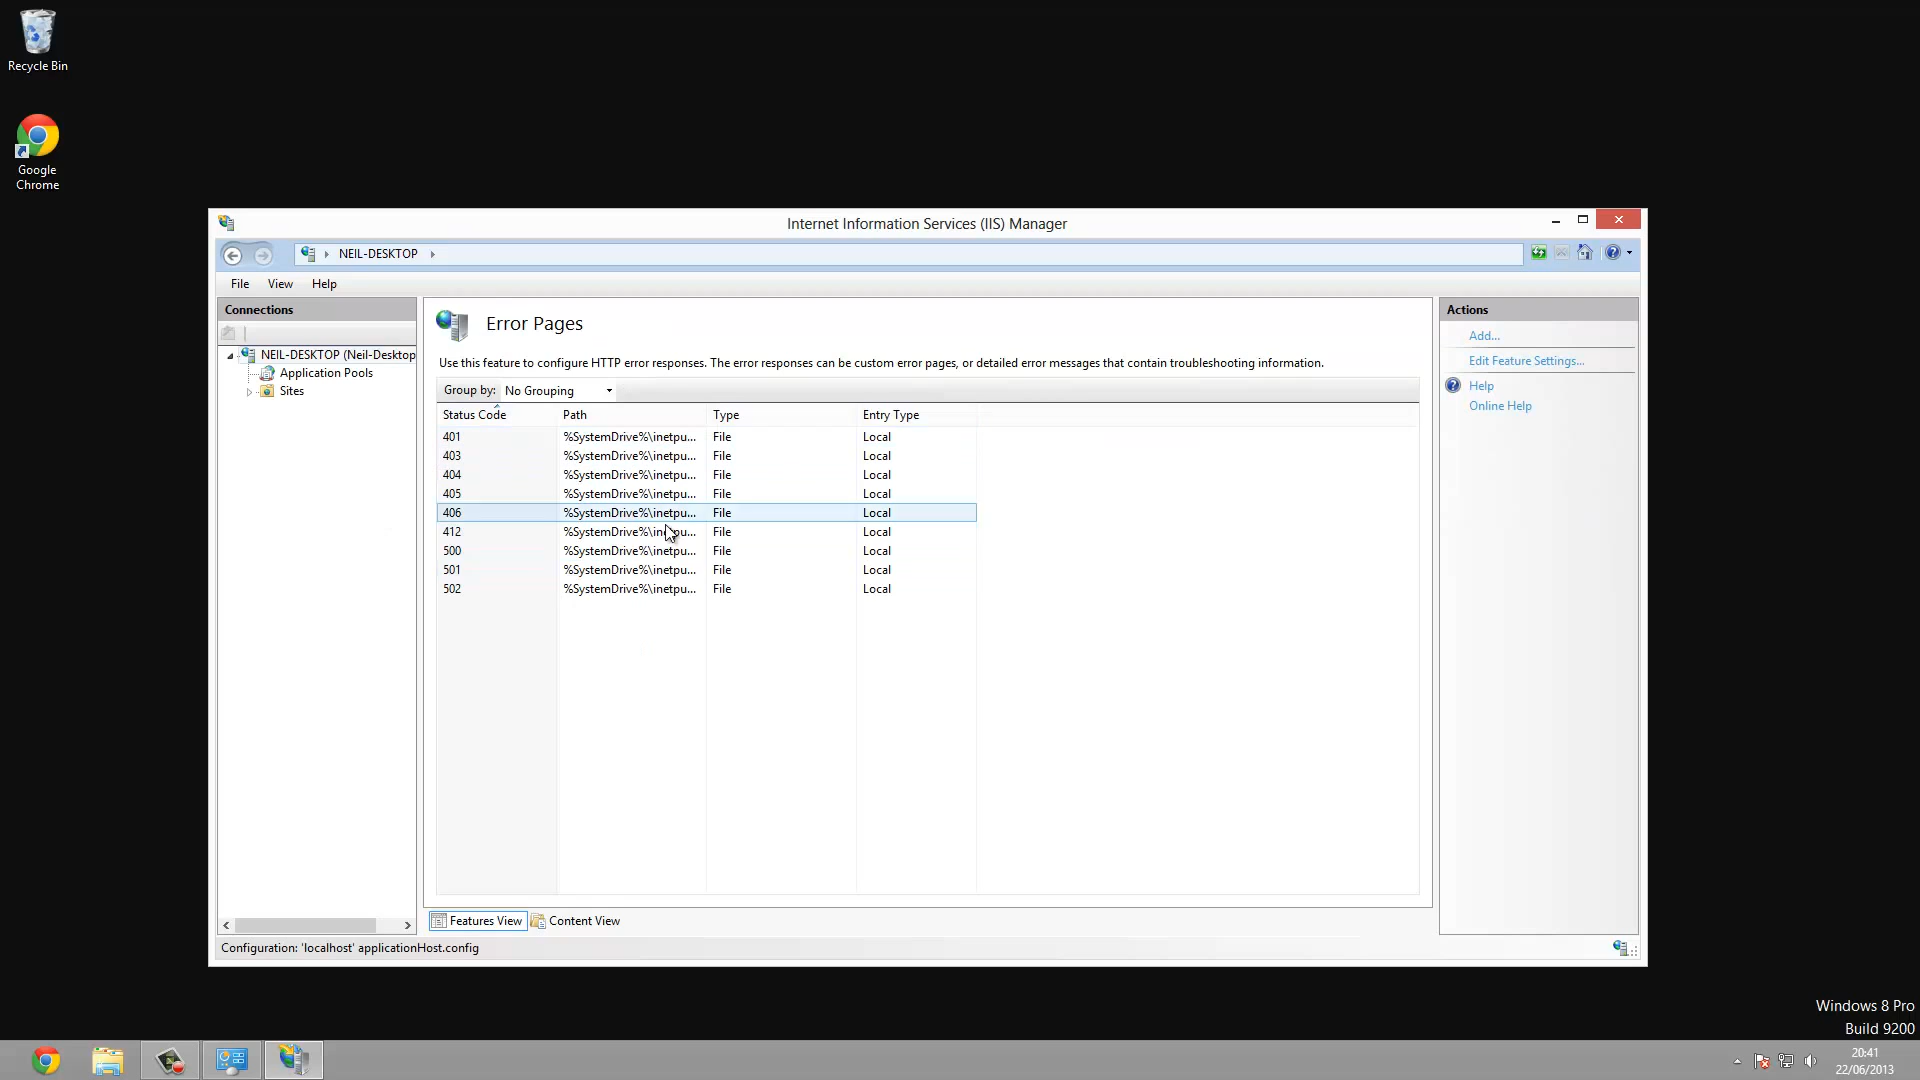 Recycle Bin
Google
Chrome
Internet Information Services (IIS) Manager
NEIL-DESKTOP
File View Help
Connections
NEIL-DESKTOP (Neil-Desktop
Application Pools
Sites
Error Pages
Use this feature to configure HTTP error responses. The error responses can be custom error pages, or detailed error messages that contain troubleshooting information.
Group by: No Grouping
Status Code Path Type Entry Type
401 %SystemDrive%\inetpu... File Local
403 %SystemDrive%\inetpu... File Local
404 %SystemDrive%\inetpu... File Local
405 %SystemDrive%\inetpu... File Local
406 %SystemDrive%\inetpu... File Local
412 %SystemDrive%\inetpu... File Local
500 %SystemDrive%\inetpu... File Local
501 %SystemDrive%\inetpu... File Local
502 %SystemDrive%\inetpu... File Local
Actions
Add...
Edit Feature Settings...
Help
Online Help
Features View Content View
Configuration: 'localhost' applicationHost.config
Windows 8 Pro
Build 9200
20:41
22/06/2013